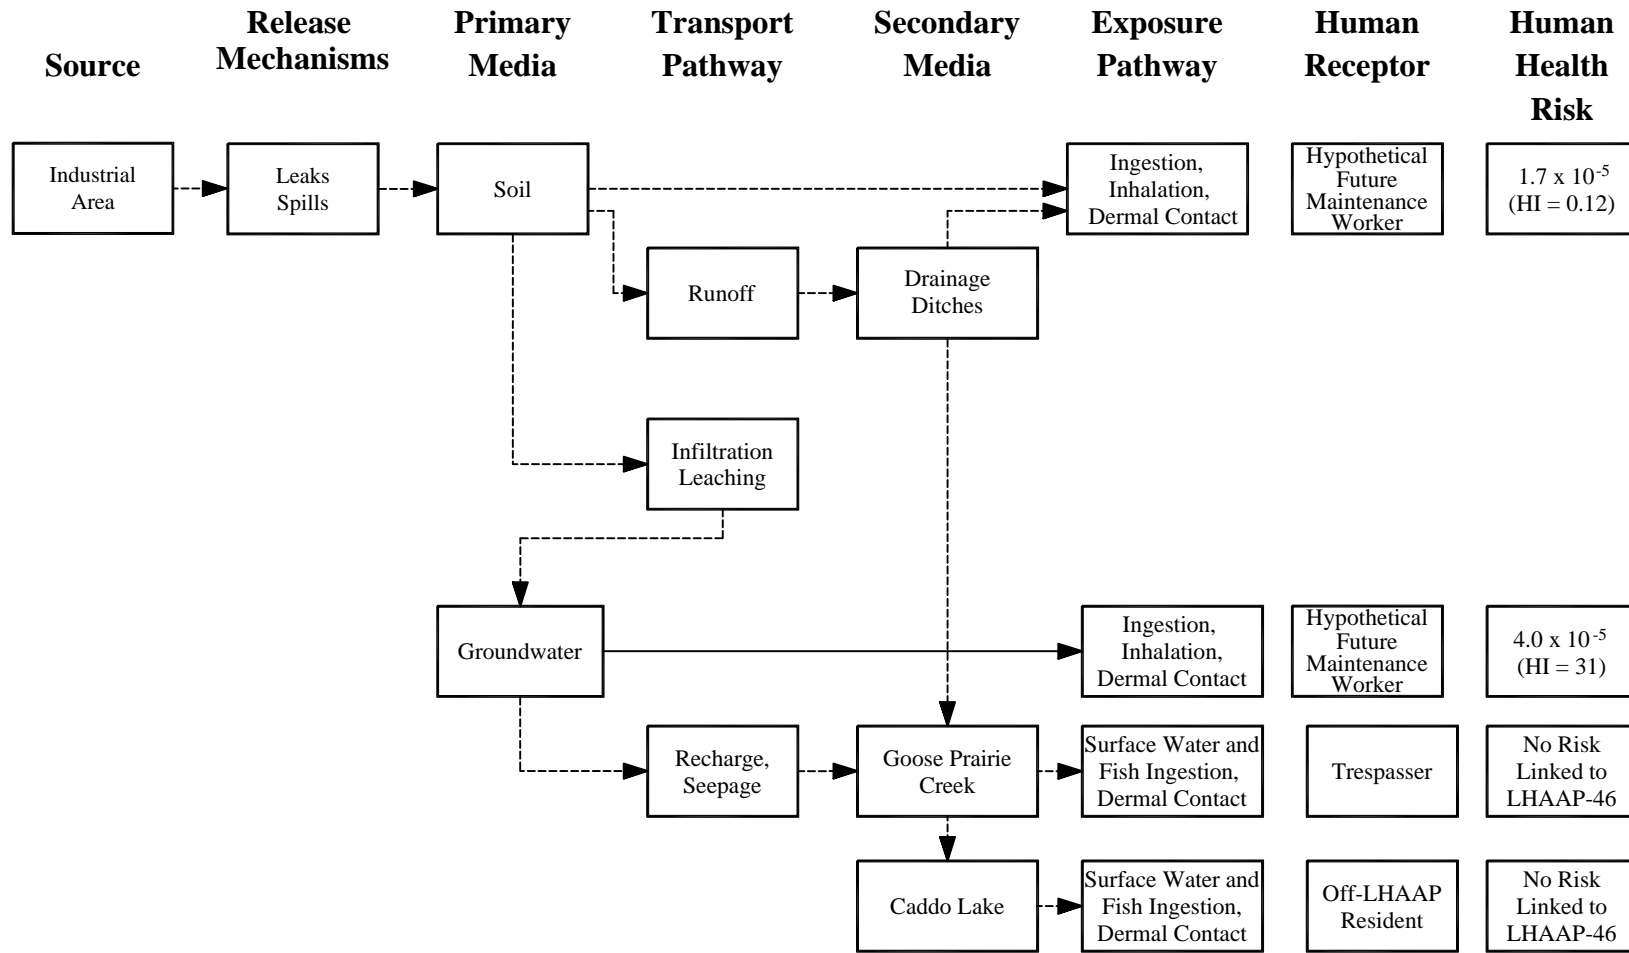 Source
Release
Mechanisms
Primary
Media
Transport
Pathway
Secondary
Media
Exposure
Pathway
Human
Receptor
Human
Health
Risk
Industrial
Area
Leaks
Spills
Soil
Ingestion,
Inhalation,
Dermal Contact
Hypothetical
Future
Maintenance
Worker
1.7 x 10⁻⁵
(HI = 0.12)
Runoff
Drainage
Ditches
Infiltration
Leaching
Groundwater
Ingestion,
Inhalation,
Dermal Contact
Hypothetical
Future
Maintenance
Worker
4.0 x 10⁻⁵
(HI = 31)
Recharge,
Seepage
Goose Prairie
Creek
Surface Water and
Fish Ingestion,
Dermal Contact
Trespasser
No Risk
Linked to
LHAAP-46
Caddo Lake
Surface Water and
Fish Ingestion,
Dermal Contact
Off-LHAAP
Resident
No Risk
Linked to
LHAAP-46